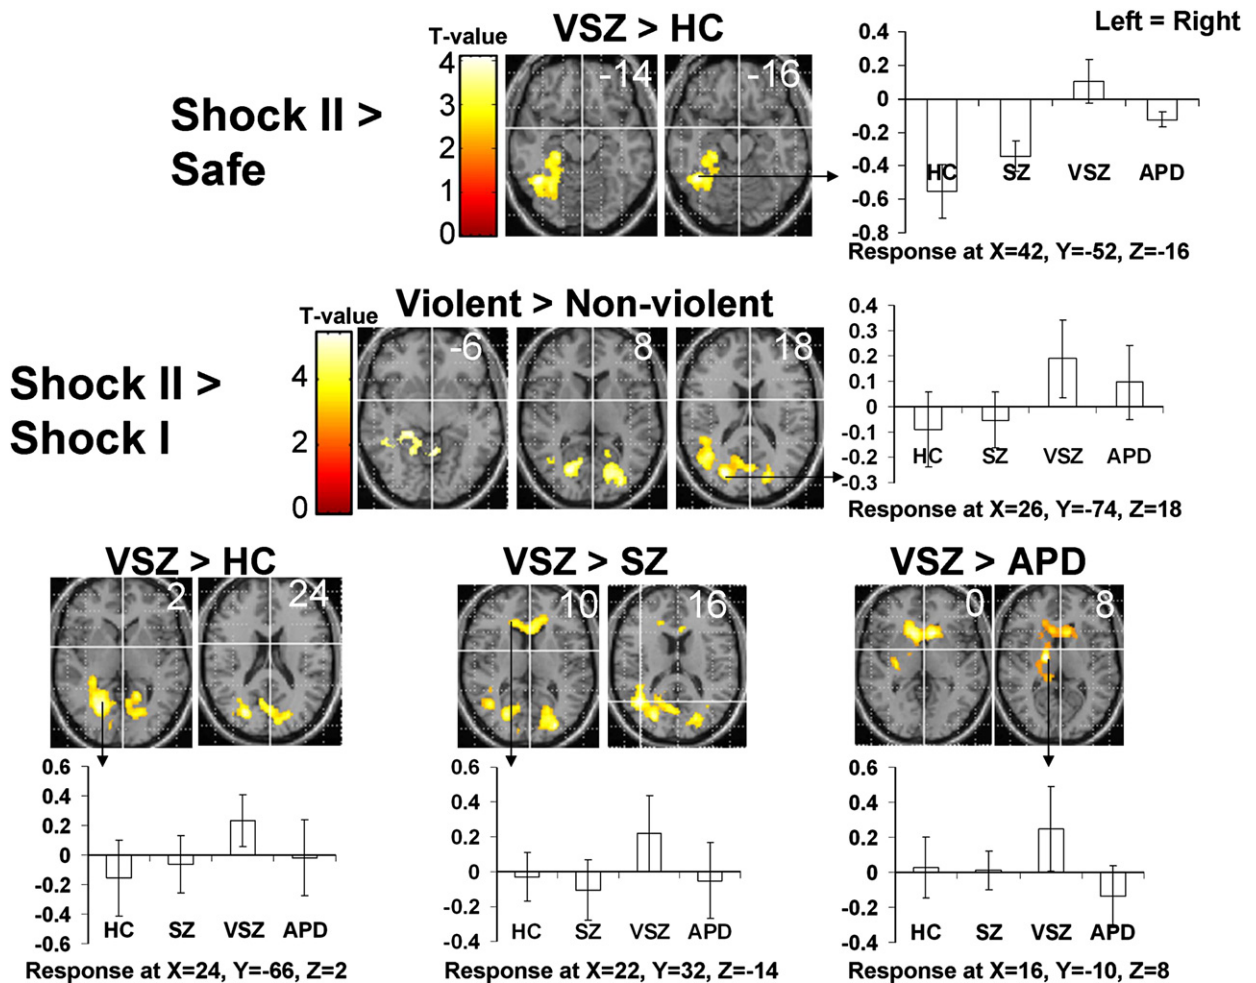 VSZ > HC
Left = Right
T-value
4
3
2
1
0
-14
-16
Shock II >
Safe
0.2
0
-0.2
-0.4
-0.6
-0.8
HC SZ VSZ APD
Response at X=42, Y=-52, Z=-16
Violent > Non-violent
T-value
4
2
0
-6
8
18
Shock II >
Shock I
0.4
0.3
0.2
0.1
0
-0.1
-0.2
-0.3
HC SZ VSZ APD
Response at X=26, Y=-74, Z=18
VSZ > HC
2
24
0.6
0.4
0.2
0
-0.2
-0.4
-0.6
HC SZ VSZ APD
Response at X=24, Y=-66, Z=2
VSZ > SZ
10
16
0.6
0.4
0.2
0
-0.2
-0.4
HC SZ VSZ APD
Response at X=22, Y=32, Z=-14
VSZ > APD
0
8
0.6
0.4
0.2
0
-0.2
-0.4
HC SZ VSZ APD
Response at X=16, Y=-10, Z=8